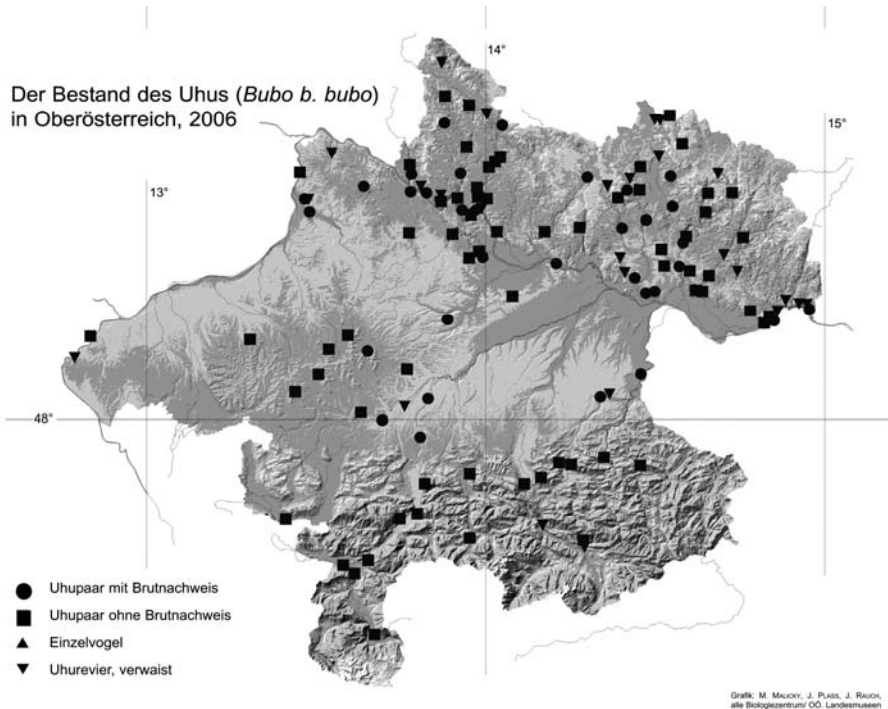 Der Bestand des Uhus (Bubo b. bubo)
in Oberösterreich, 2006
14°
15°
13°
48°
Uhupaar mit Brutnachweis
Uhupaar ohne Brutnachweis
Einzelvogel
Uhurevier, verwaist
Grafik: M. MALICKY, J. PLASS, J. RAUCH,
alle Biologiezentrum/ OÖ. Landesmuseen